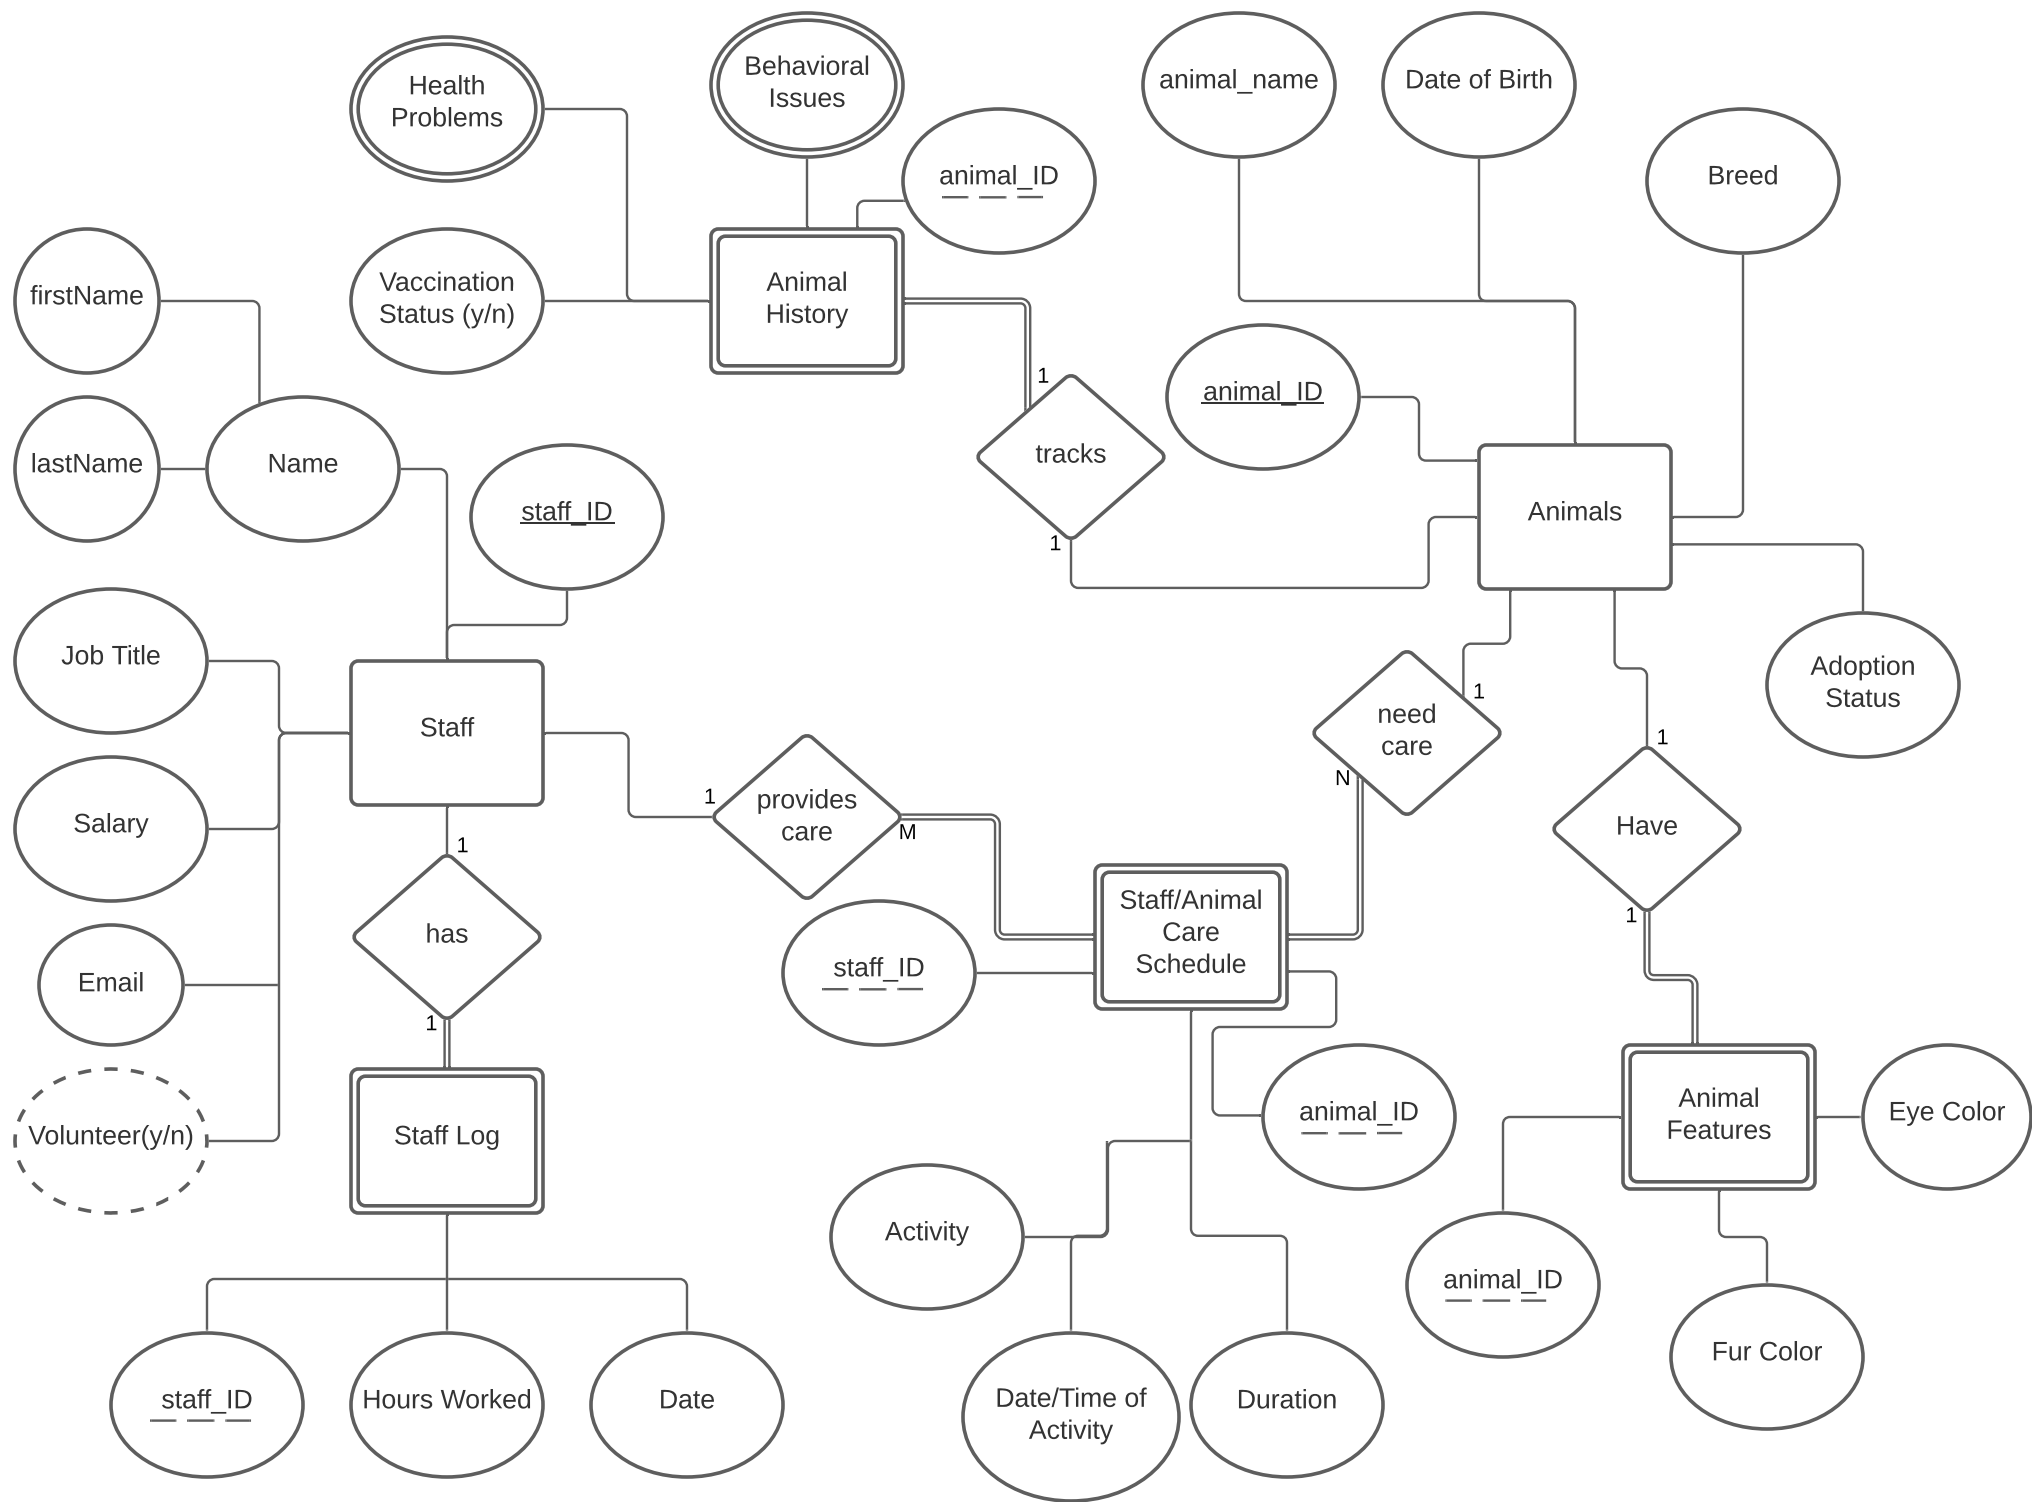 Health
Problems
Behavioral
Issues
animal_name
Date of Birth
animal_ID
Breed
firstName
Vaccination
Status (y/n)
Animal
History
1
animal_ID
lastName
Name
staff_ID
tracks
Animals
1
Job Title
Staff
Adoption
Status
need
care
1
1
N
Salary
1
provides
care
M
Have
1
has
1
Staff/Animal
Care
Schedule
1
Email
staff_ID
Volunteer(y/n)
Staff Log
animal_ID
Animal
Features
Eye Color
Activity
animal_ID
Fur Color
staff_ID
Hours Worked
Date
Date/Time of
Activity
Duration